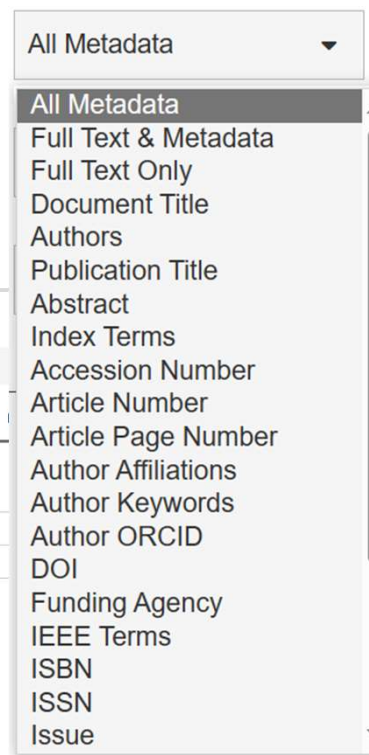 All Metadata
All Metadata
Full Text & Metadata
Full Text Only
Document Title
Authors
Publication Title
Abstract
Index Terms
Accession Number
Article Number
Article Page Number
Author Affiliations
Author Keywords
Author ORCID
DOI
Funding Agency
IEEE Terms
ISBN
ISSN
Issue